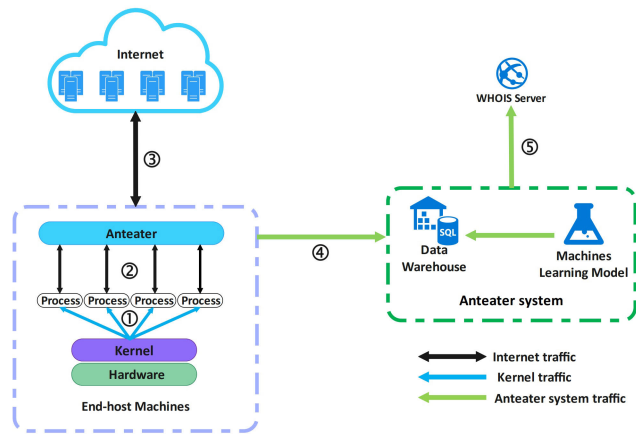 Internet
WHOIS Server
③
⑤
Anteater
④
②
SQL
Data
Warehouse
Machines
Learning Model
Process Process Process Process
①
Anteater system
Kernel
Hardware
End-host Machines
Internet traffic
Kernel traffic
Anteater system traffic